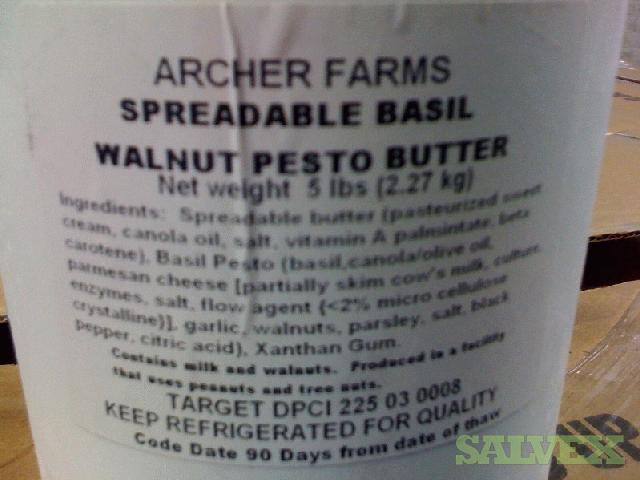 ARCHER FARMS
SPREADABLE BASIL
WALNUT PESTO BUTTER
Net weight 5 lbs (2.27 kg)
Ingredients: Spreadable butter (pasteurized sweet
cream, canola oil, salt, vitamin A palmintate, beta
carotene), Basil Pesto (basil,canola/olive oil,
parmesan cheese [partially skim cow's milk, culture,
enzymes, salt, flow agent (<2% micro cellulose
crystalline)], garlic, walnuts, parsley, salt, black
pepper, citric acid), Xanthan Gum.
Contains milk and walnuts. Produced in a facility
that uses peanuts and tree nuts.
TARGET DPCI 225 03 0008
KEEP REFRIGERATED FOR QUALITY
Code Date 90 Days from date of thaw
SALVEX